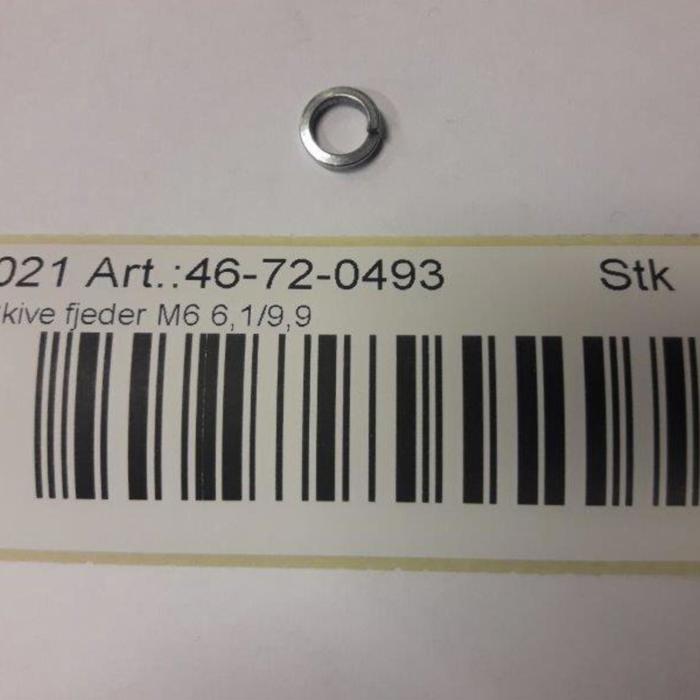 021 Art.:46-72-0493 Stk
kive fjeder M6 6,1/9,9